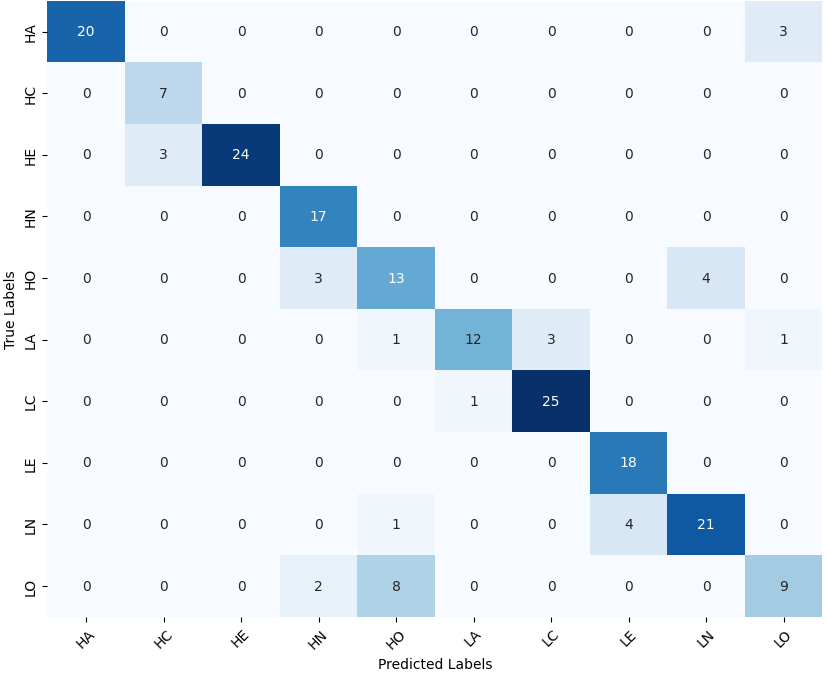 HA 20 0 0 0 0 0 0 0 0 3
HC 0 7 0 0 0 0 0 0 0 0
HE 0 3 24 0 0 0 0 0 0 0
HN 0 0 0 17 0 0 0 0 0 0
HO 0 0 0 3 13 0 0 0 4 0
LA 0 0 0 0 1 12 3 0 0 1
LC 0 0 0 0 0 1 25 0 0 0
LE 0 0 0 0 0 0 0 18 0 0
LN 0 0 0 0 1 0 0 4 21 0
LO 0 0 0 2 8 0 0 0 0 9
HA HC HE HN HO LA LC LE LN LO
True Labels
Predicted Labels